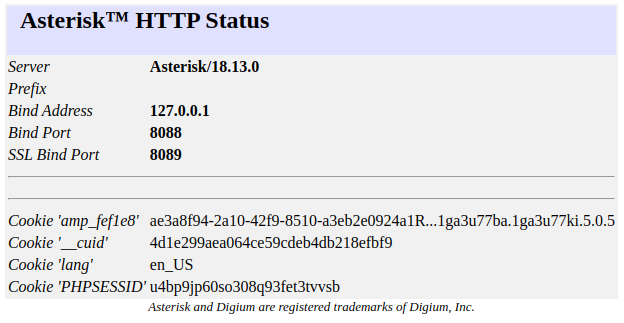 Asterisk™ HTTP Status
Server Asterisk/18.13.0
Prefix
Bind Address 127.0.0.1
Bind Port 8088
SSL Bind Port 8089
Cookie 'amp_fef1e8' ae3a8f94-2a10-42f9-8510-a3eb2e0924a1R...1ga3u77ba.1ga3u77ki.5.0.5
Cookie '__cuid' 4d1e299aea064ce59cdeb4db218efbf9
Cookie 'lang' en_US
Cookie 'PHPSESSID' u4bp9jp60so308q93fet3tvvsb
Asterisk and Digium are registered trademarks of Digium, Inc.